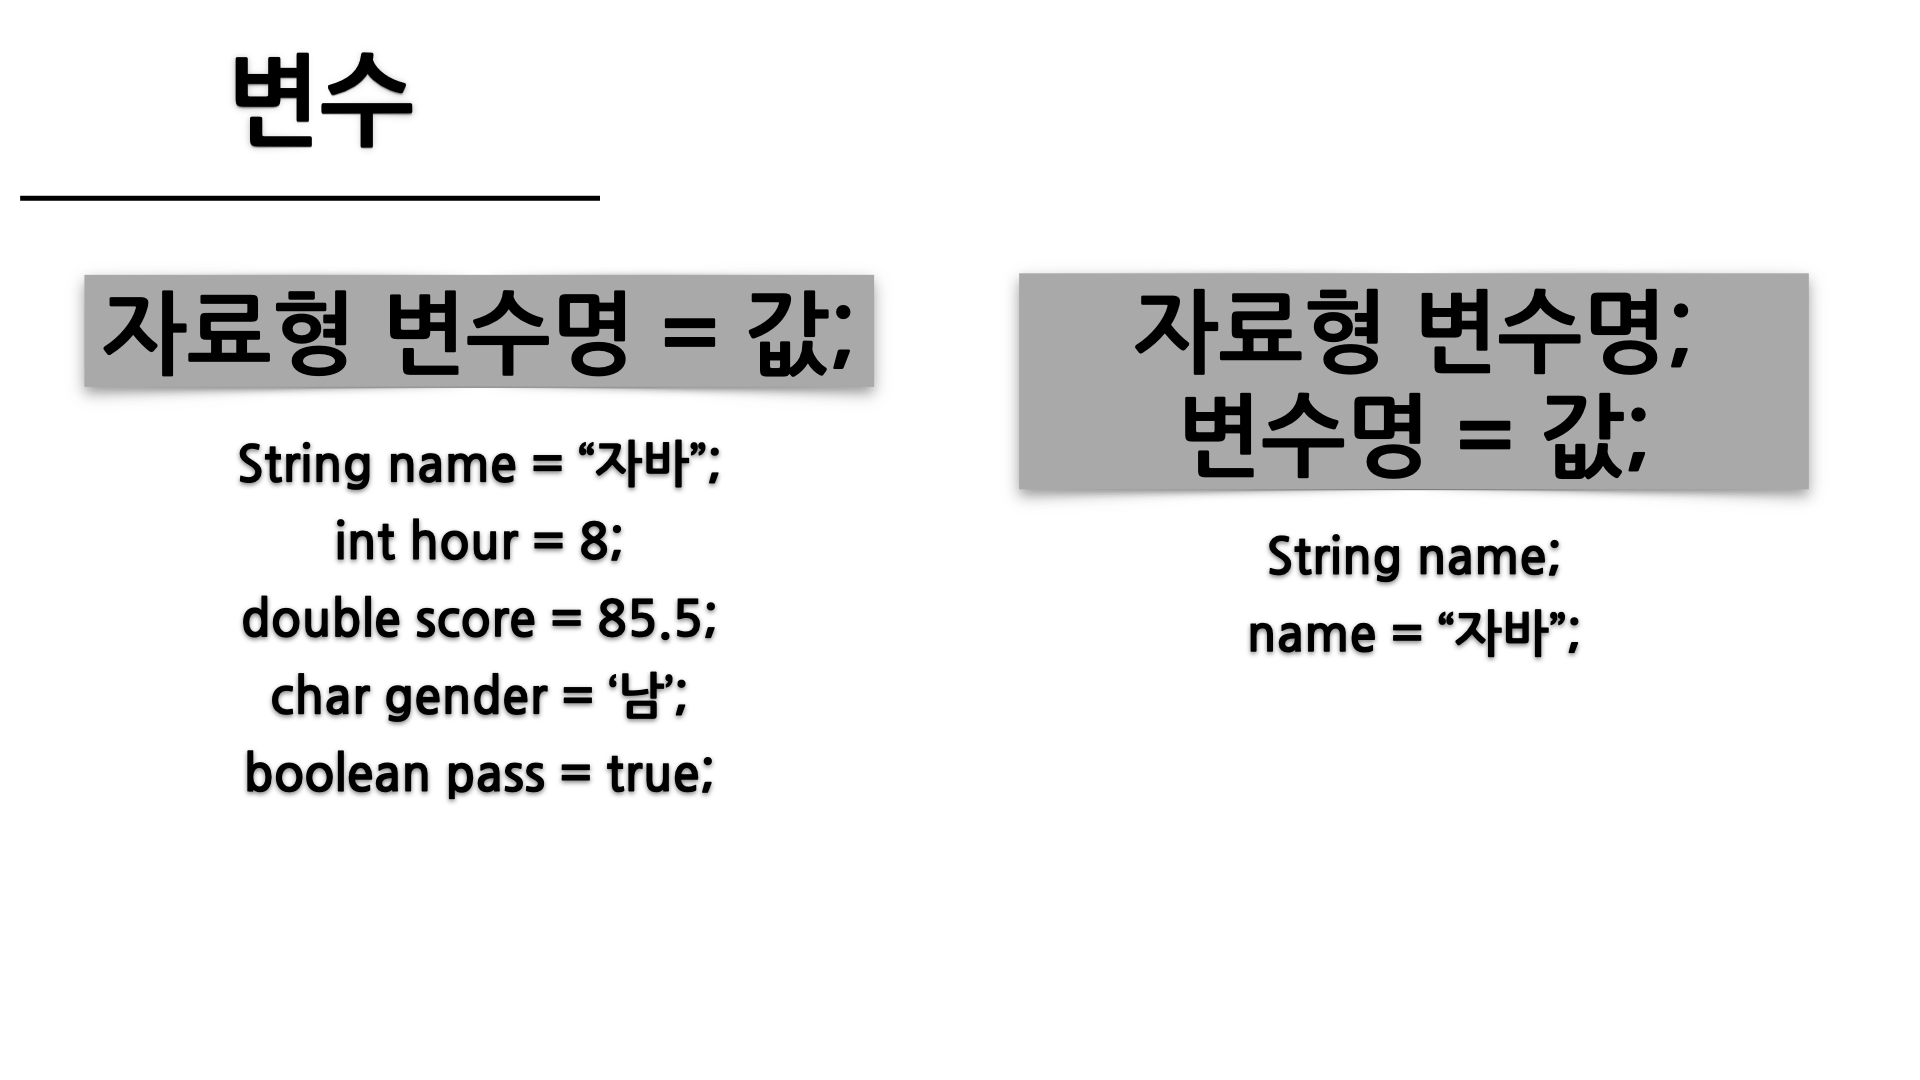 변수
자료형 변수명 = 값;
String name = “자바”;
int hour = 8;
double score = 85.5;
char gender = ‘남’;
boolean pass = true;
자료형 변수명;
변수명 = 값;
String name;
name = “자바”;